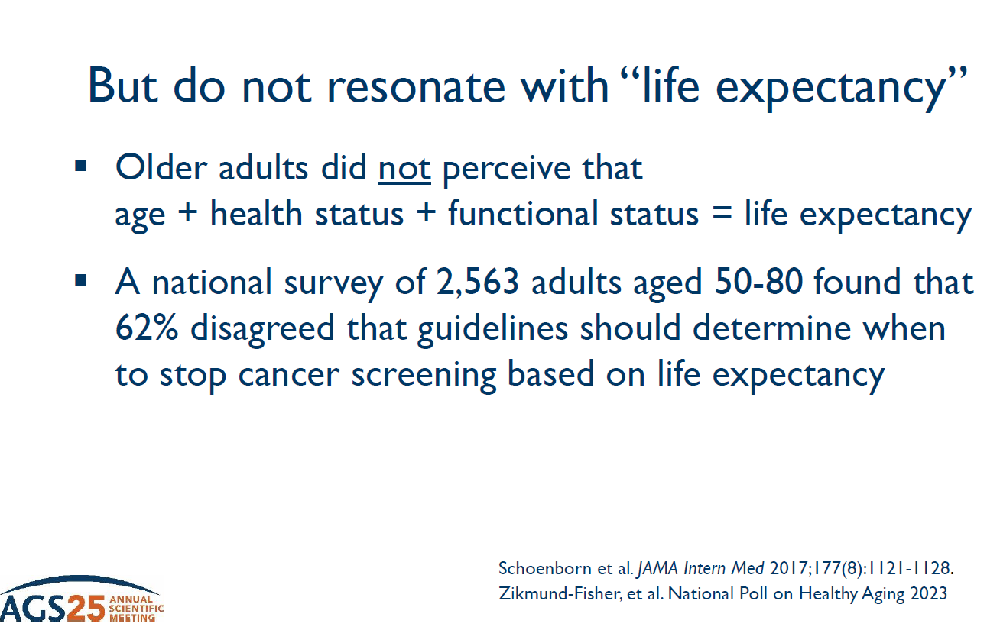 But do not resonate with “life expectancy”
▪ Older adults did not perceive that
age + health status + functional status = life expectancy
▪ A national survey of 2,563 adults aged 50-80 found that
62% disagreed that guidelines should determine when
to stop cancer screening based on life expectancy
Schoenborn et al. JAMA Intern Med 2017;177(8):1121-1128.
Zikmund-Fisher, et al. National Poll on Healthy Aging 2023
AGS25 ANNUAL
SCIENTIFIC
MEETING